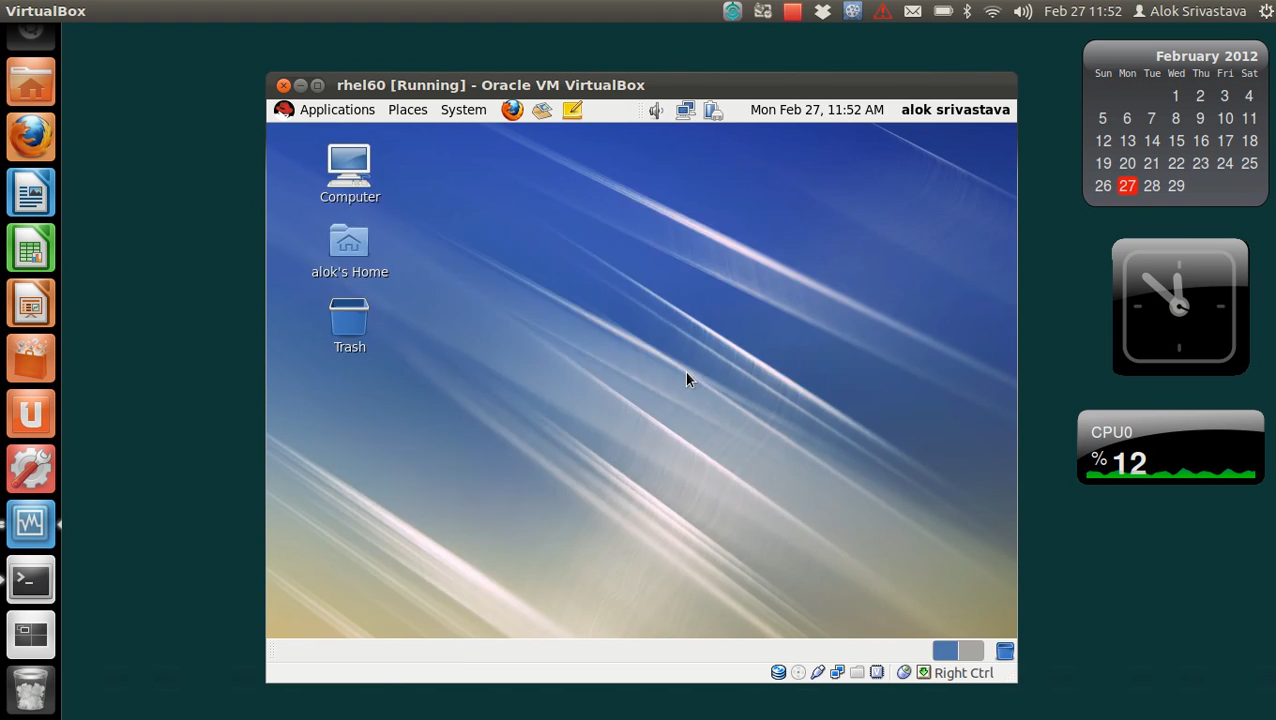 VirtualBox
Feb 27 11:52 Alok Srivastava
rhel60 [Running] - Oracle VM VirtualBox
Applications Places System Mon Feb 27, 11:52 AM alok srivastava
Computer
alok's Home
Trash
Right Ctrl
February 2012
Sun Mon Tue Wed Thu Fri Sat
1 2 3 4
5 6 7 8 9 10 11
12 13 14 15 16 17 18
19 20 21 22 23 24 25
26 27 28 29
CPU0
% 12